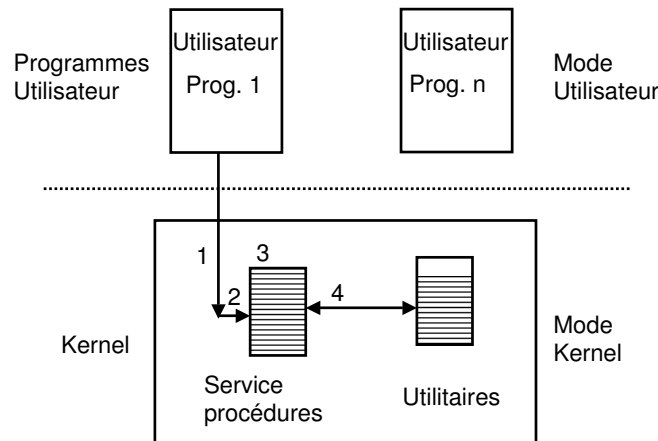 Programmes
Utilisateur
Utilisateur
Prog. 1
Utilisateur
Prog. n
Mode
Utilisateur
1
2
3
4
Kernel
Service
procédures
Utilitaires
Mode
Kernel